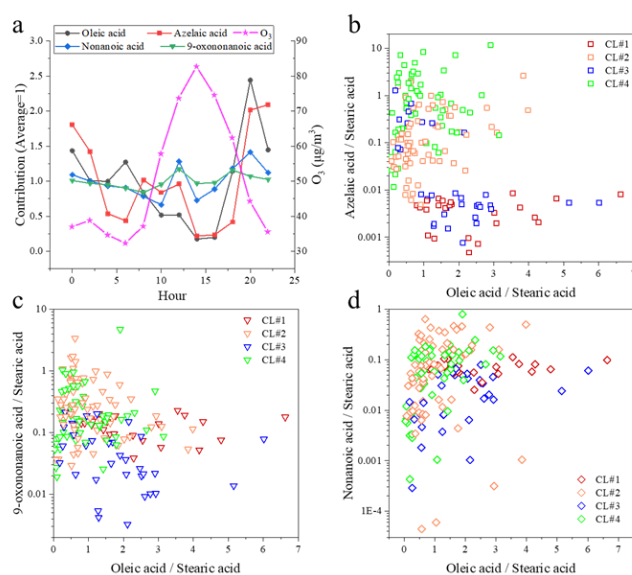 a
Oleic acid
Azelaic acid
O3
Nonanoic acid
9-oxononanoic acid
Contribution (Average=1)
3.0
2.5
2.0
1.5
1.0
0.5
0.0
90
80
70
60
50
40
30
O3 (μg/m3)
0 5 10 15 20 25
Hour
b
CL#1
CL#2
CL#3
CL#4
Azelaic acid / Stearic acid
10
1
0.1
0.01
0.001
0 1 2 3 4 5 6 7
Oleic acid / Stearic acid
c
CL#1
CL#2
CL#3
CL#4
9-oxononanoic acid / Stearic acid
10
1
0.1
0.01
0 1 2 3 4 5 6 7
Oleic acid / Stearic acid
d
Nonanoic acid / Stearic acid
1
0.1
0.01
0.001
1E-4
CL#1
CL#2
CL#3
CL#4
0 1 2 3 4 5 6 7
Oleic acid / Stearic acid